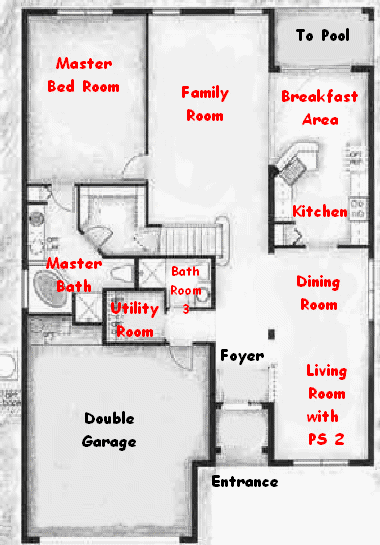 To Pool
Master
Bed Room
Family
Room
Breakfast
Area
Kitchen
Master
Bath
Bath
Room
3
Utility
Room
Dining
Room
Foyer
Living
Room
with
PS 2
Double
Garage
Entrance